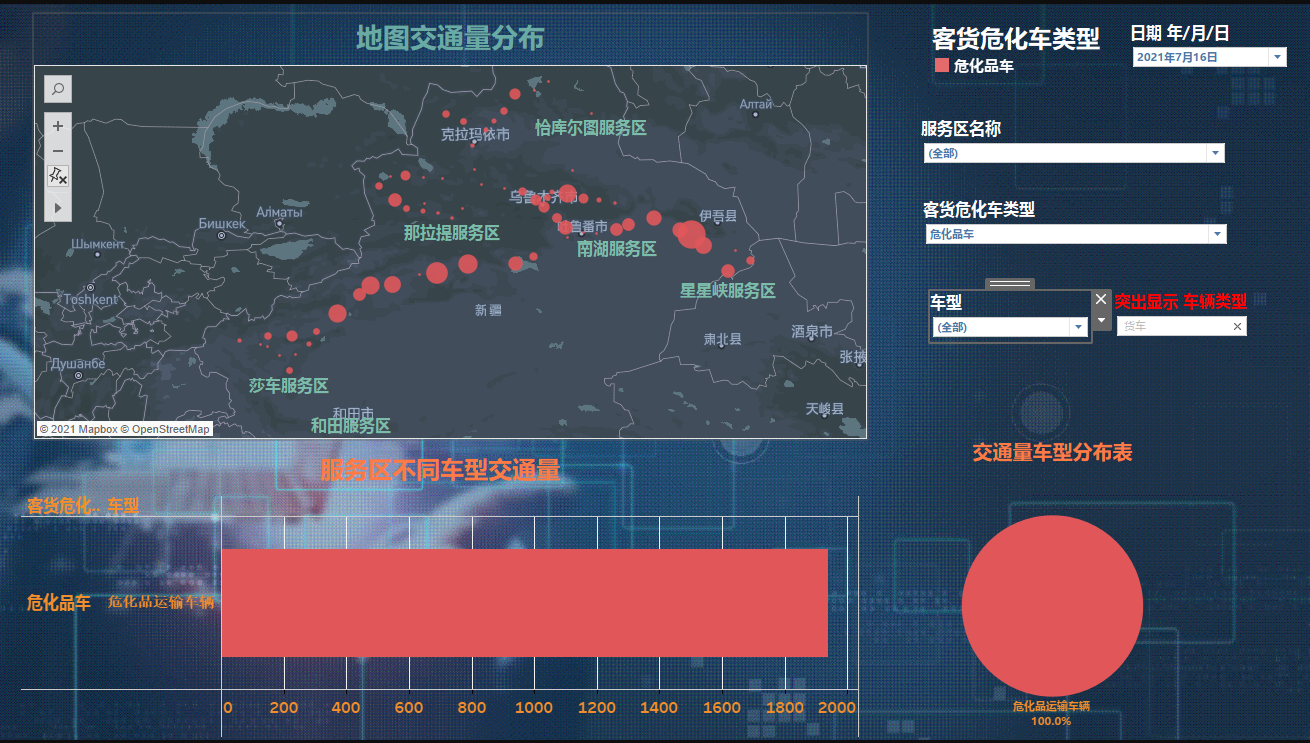 地图交通量分布
客货危化车类型
危化品车
日期 年/月/日
2021年7月16日
服务区名称
(全部)
客货危化车类型
危化品车
车型
(全部)
突出显示 车辆类型
货车
Алтай
克拉玛依市
恰库尔图服务区
乌鲁木齐市
伊吾县
Алматы
Бишкек
那拉提服务区
吐鲁番市
南湖服务区
Шымкент
Toshkent
星星峡服务区
新疆
肃北县
酒泉市
张掖
Душанбе
莎车服务区
和田市
和田服务区
天峻县
© 2021 Mapbox © OpenStreetMap
服务区不同车型交通量
客货危化.. 车型
危化品车 危化品运输车辆
0 200 400 600 800 1000 1200 1400 1600 1800 2000
交通量车型分布表
危化品运输车辆
100.0%